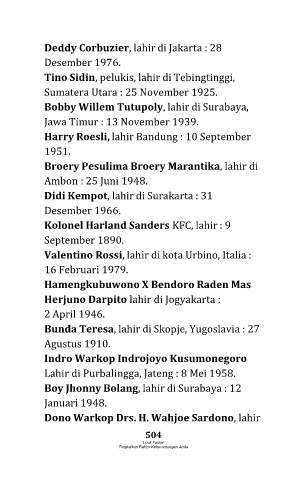 Deddy Corbuzier, lahir di Jakarta : 28
Desember 1976.
Tino Sidin, pelukis, lahir di Tebingtinggi,
Sumatera Utara : 25 November 1925.
Bobby Willem Tutupoly, lahir di Surabaya,
Jawa Timur : 13 November 1939.
Harry Roesli, lahir Bandung : 10 September
1951.
Broery Pesulima Broery Marantika, lahir di
Ambon : 25 Juni 1948.
Didi Kempot, lahir di Surakarta : 31
Desember 1966.
Kolonel Harland Sanders KFC, lahir : 9
September 1890.
Valentino Rossi, lahir di kota Urbino, Italia :
16 Februari 1979.
Hamengkubuwono X Bendoro Raden Mas
Herjuno Darpito lahir di Jogyakarta :
2 April 1946.
Bunda Teresa, lahir di Skopje, Yugoslavia : 27
Agustus 1910.
Indro Warkop Indrojoyo Kusumonegoro
Lahir di Purbalingga, Jateng : 8 Mei 1958.
Boy Jhonny Bolang, lahir di Surabaya : 12
Januari 1948.
Dono Warkop Drs. H. Wahjoe Sardono, lahir
504
Tingkatkan Faktor Keberuntungan Anda